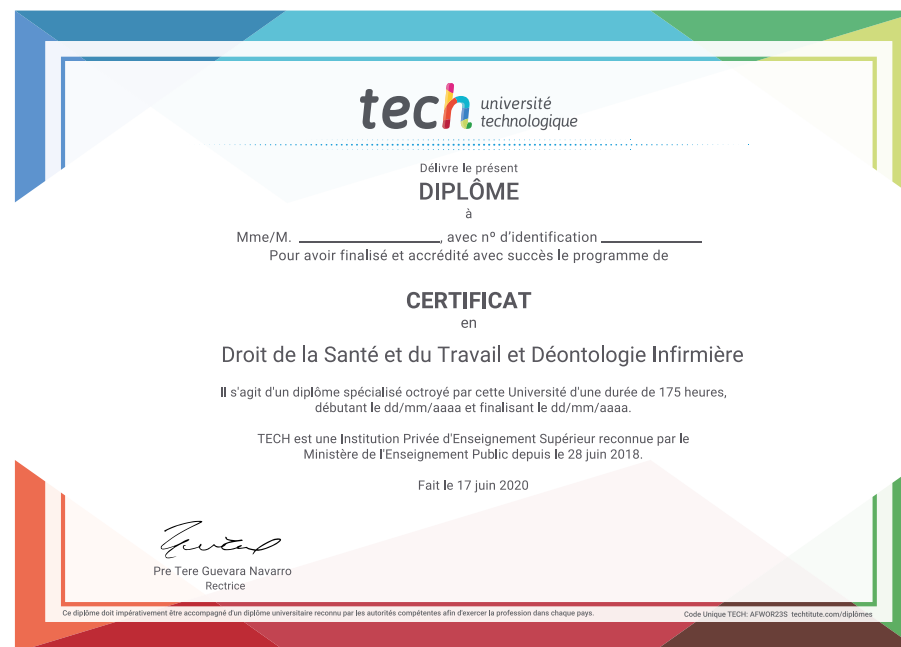 tech université
technologique
Délivre le présent
DIPLÔME
à
Mme/M. ____________________, avec nº d'identification ______________
Pour avoir finalisé et accrédité avec succès le programme de
CERTIFICAT
en
Droit de la Santé et du Travail et Déontologie Infirmière
Il s'agit d'un diplôme spécialisé octroyé par cette Université d'une durée de 175 heures,
débutant le dd/mm/aaaa et finalisant le dd/mm/aaaa.
TECH est une Institution Privée d'Enseignement Supérieur reconnue par le
Ministère de l'Enseignement Public depuis le 28 juin 2018.
Fait le 17 juin 2020
Pre Tere Guevara Navarro
Rectrice
Ce diplôme doit impérativement être accompagné d'un diplôme universitaire reconnu par les autorités compétentes afin d'exercer la profession dans chaque pays.
Code Unique TECH: AFWOR23S techtitute.com/diplômes